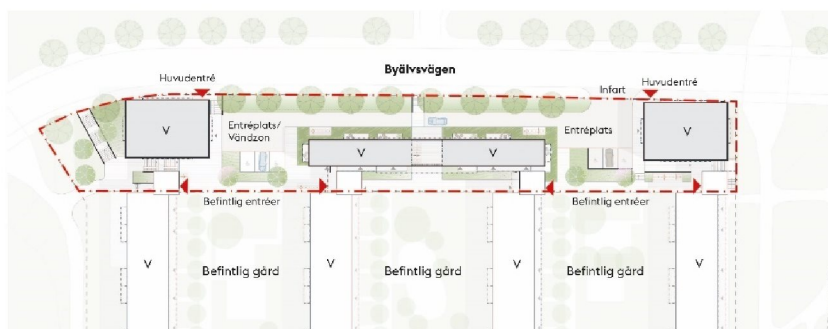 Byälvsvägen
Huvudentré
Infart
Huvudentré
V
Entréplats/
Vändzon
V
V
Entréplats
V
Befintlig entréer
Befintlig entréer
V
Befintlig gård
V
Befintlig gård
V
Befintlig gård
V